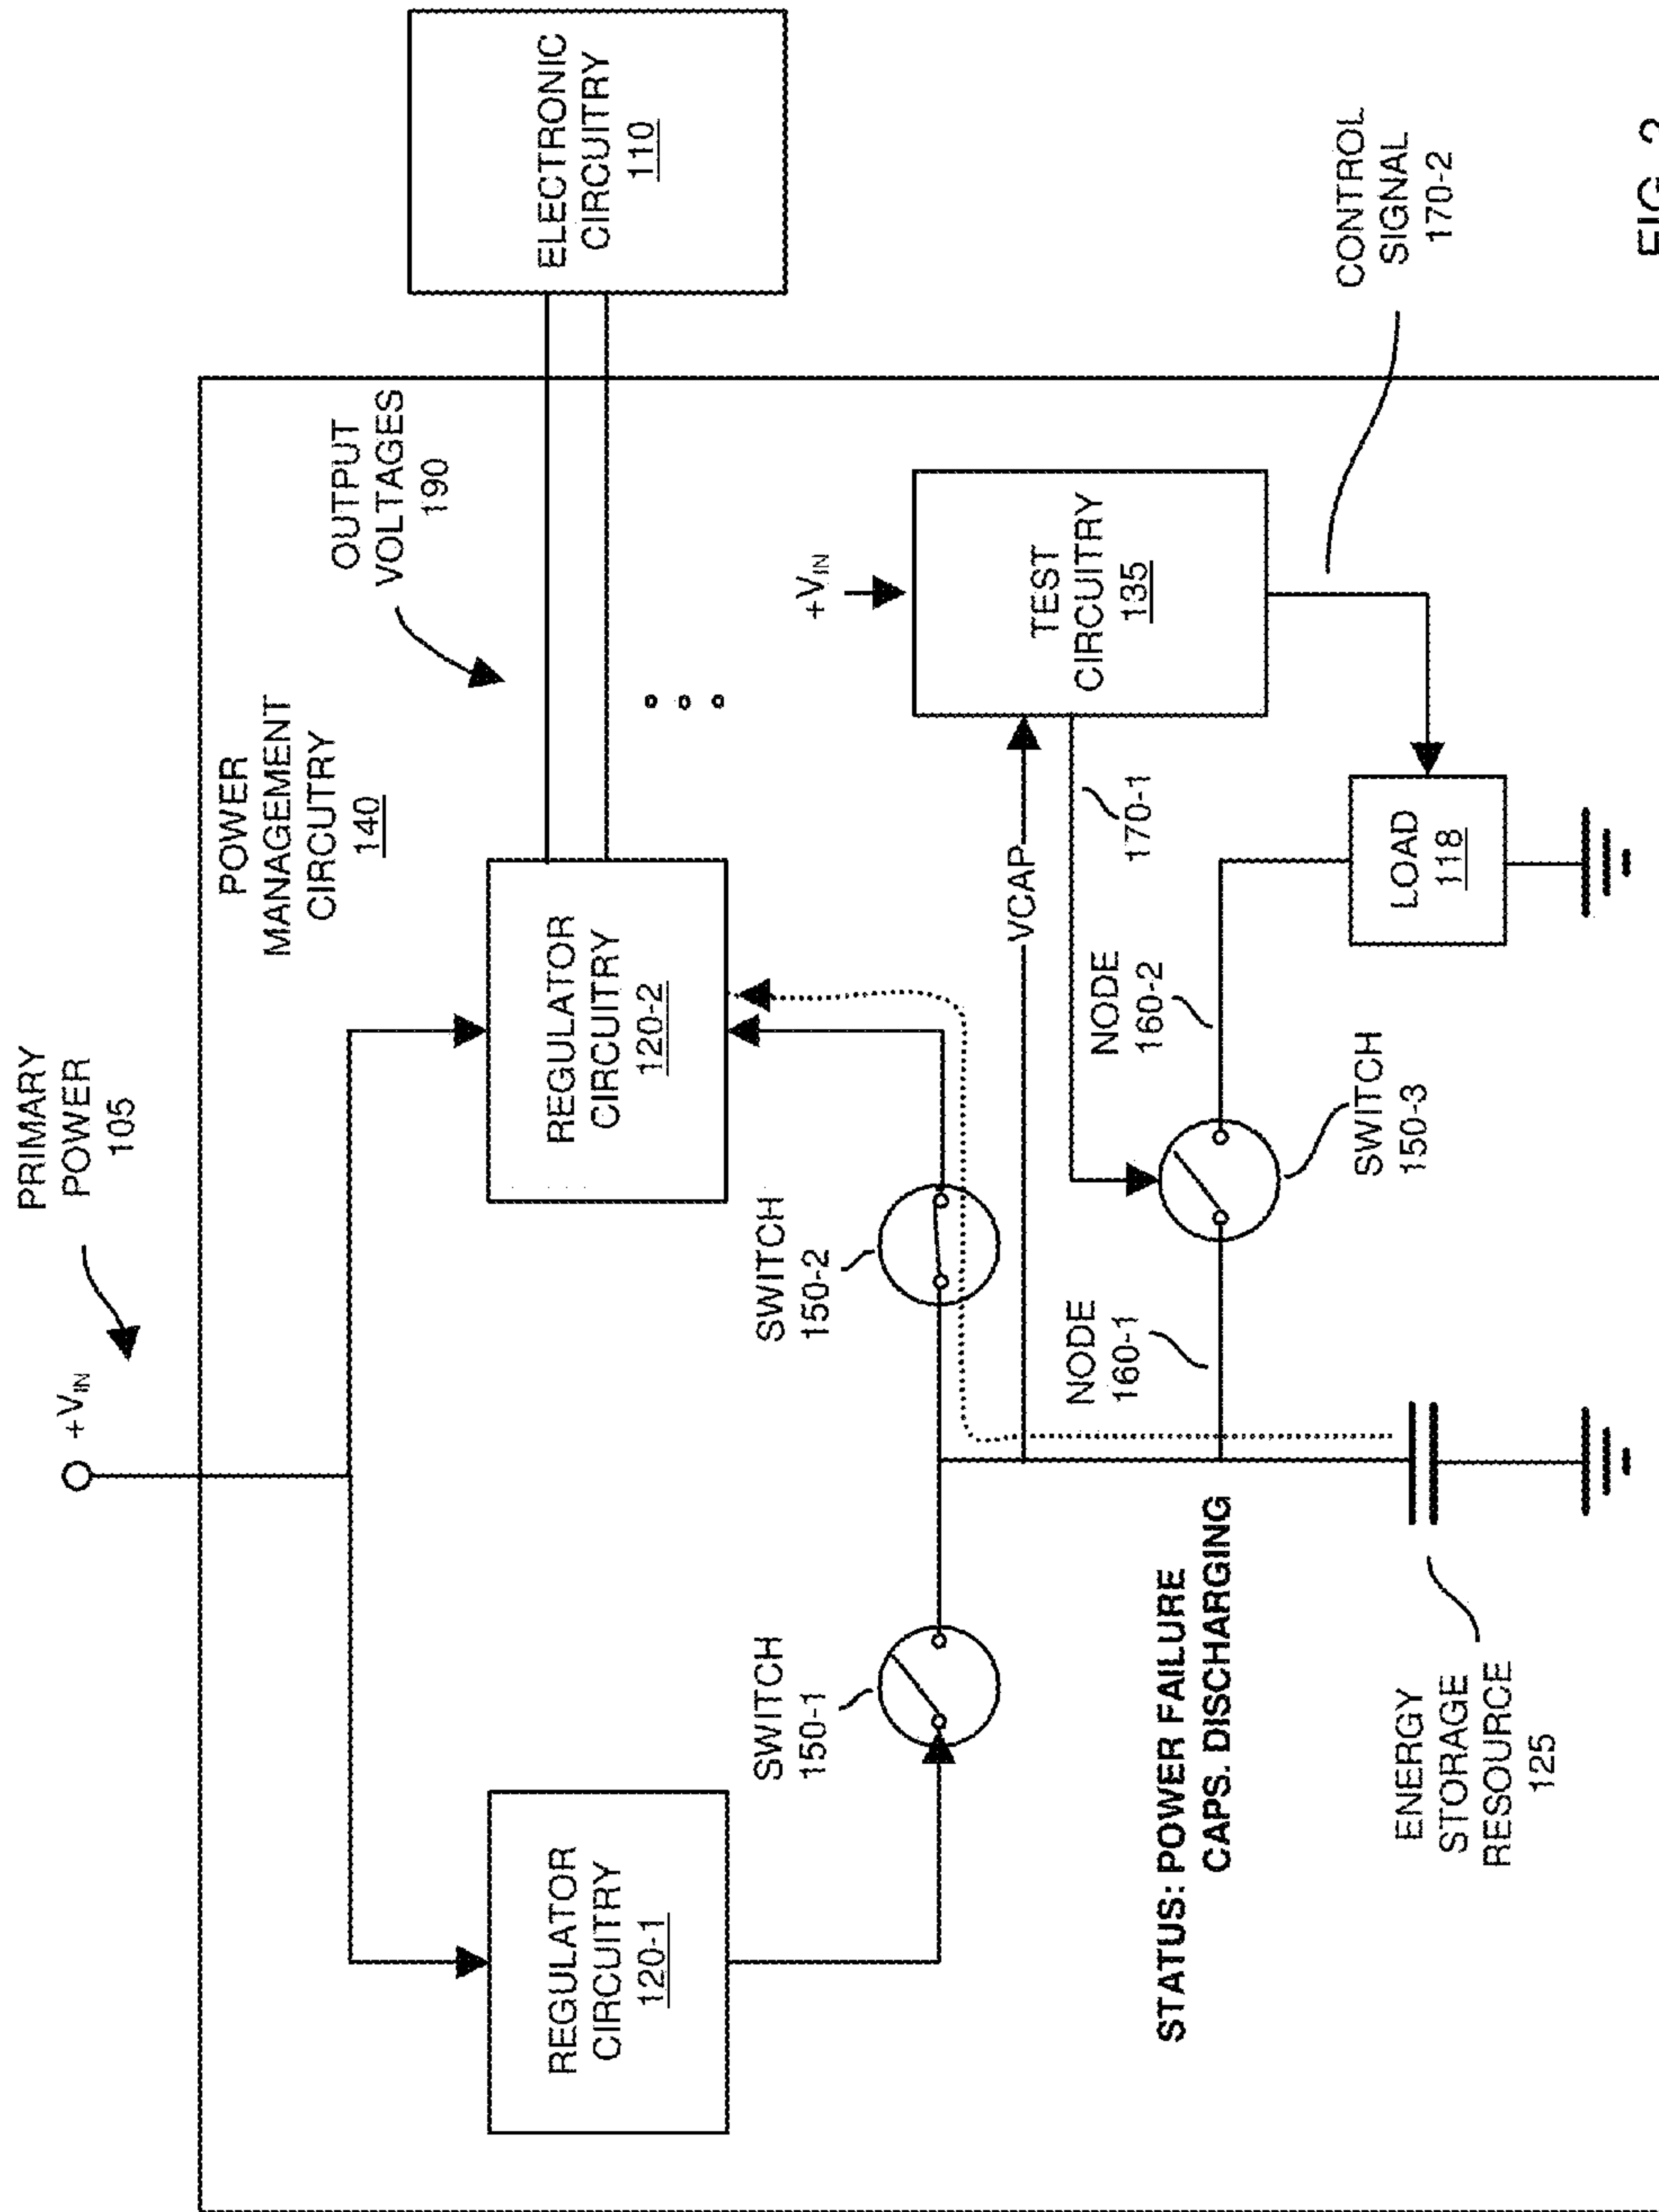 PRIMARY
POWER
105
+VIN
POWER
MANAGEMENT
CIRCUTRY
140
OUTPUT
VOLTAGES
190
REGULATOR
CIRCUITRY
120-1
REGULATOR
CIRCUITRY
120-2
ELECTRONIC
CIRCUITRY
110
SWITCH
150-1
SWITCH
150-2
+VIN
TEST
CIRCUITRY
135
VCAP
170-1
NODE
160-1
NODE
160-2
STATUS: POWER FAILURE
CAPS. DISCHARGING
SWITCH
150-3
LOAD
118
CONTROL
SIGNAL
170-2
ENERGY
STORAGE
RESOURCE
125
FIG.